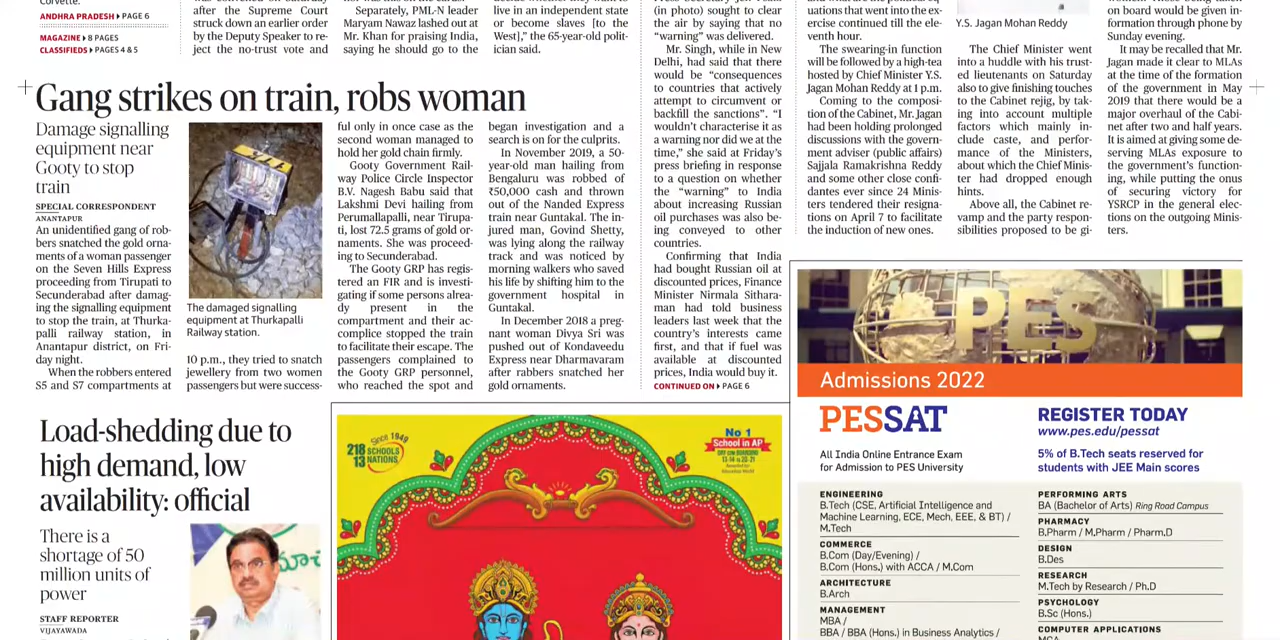 Corvette.
ANDHRA PRADESH ▸ PAGE 6
MAGAZINE ▸ 8 PAGES
CLASSIFIEDS ▸ PAGES 4 & 5
after the Supreme Court
struck down an earlier order
by the Deputy Speaker to re-
ject the no-trust vote and
Separately, PML-N leader
Maryam Nawaz lashed out at
Mr. Khan for praising India,
saying he should go to the
live in an independent state
or become slaves [to the
West]," the 65-year-old polit-
ician said.
Gang strikes on train, robs woman
Damage signalling
equipment near
Gooty to stop
train
SPECIAL CORRESPONDENT
ANANTAPUR
An unidentified gang of rob-
bers snatched the gold orna-
ments of a woman passenger
on the Seven Hills Express
proceeding from Tirupati to
Secunderabad after damag-
ing the signalling equipment
to stop the train, at Thurka-
palli railway station, in
Anantapur district, on Fri-
day night.
When the robbers entered
S5 and S7 compartments at
The damaged signalling
equipment at Thurkapalli
Railway station.
10 p.m., they tried to snatch
jewellery from two women
passengers but were success-
ful only in once case as the
second woman managed to
hold her gold chain firmly.
Gooty Government Rail-
way Police Circle Inspector
B.V. Nagesh Babu said that
Lakshmi Devi hailing from
Perumallapalli, near Tirupa-
ti, lost 72.5 grams of gold or-
naments. She was proceed-
ing to Secunderabad.
The Gooty GRP has regis-
tered an FIR and is investi-
gating if some persons alrea-
dy present in the
compartment and their ac-
complice stopped the train
to facilitate their escape. The
passengers complained to
the Gooty GRP personnel,
who reached the spot and
began investigation and a
search is on for the culprits.
In November 2019, a 50-
year-old man hailing from
Bengaluru was robbed of
₹50,000 cash and thrown
out of the Nanded Express
train near Guntakal. The in-
jured man, Govind Shetty,
was lying along the railway
track and was noticed by
morning walkers who saved
his life by shifting him to the
government hospital in
Guntakal.
In December 2018 a preg-
nant woman Divya Sri was
pushed out of Kondaveedu
Express near Dharmavaram
after rabbers snatched her
gold ornaments.
(in photo) sought to clear
the air by saying that no
"warning" was delivered.
Mr. Singh, while in New
Delhi, had said that there
would be "consequences
to countries that actively
attempt to circumvent or
backfill the sanctions". "I
wouldn't characterise it as
a warning nor did we at the
time," she said at Friday's
press briefing in response
to a question on whether
the "warning" to India
about increasing Russian
oil purchases was also be-
ing conveyed to other
countries.
Confirming that India
had bought Russian oil at
discounted prices, Finance
Minister Nirmala Sithara-
man had told business
leaders last week that the
country's interests came
first, and that if fuel was
available at discounted
prices, India would buy it.
CONTINUED ON ▸ PAGE 6
uations that went into the ex-
ercise continued till the ele-
venth hour.
The swearing-in function
will be followed by a high-tea
hosted by Chief Minister Y.S.
Jagan Mohan Reddy at 1 p.m.
Coming to the composi-
tion of the Cabinet, Mr. Jagan
had been holding prolonged
discussions with the govern-
ment adviser (public affairs)
Sajjala Ramakrishna Reddy
and some other close confi-
dantes ever since 24 Minis-
ters tendered their resigna-
tions on April 7 to facilitate
the induction of new ones.
Y.S. Jagan Mohan Reddy
The Chief Minister went
into a huddle with his trust-
ed lieutenants on Saturday
also to give finishing touches
to the Cabinet rejig, by tak-
ing into account multiple
factors which mainly in-
clude caste, and perfor-
mance of the Ministers,
about which the Chief Minis-
ter had dropped enough
hints.
Above all, the Cabinet re-
vamp and the party respon-
sibilities proposed to be gi-
on board would be given in-
formation through phone by
Sunday evening.
It may be recalled that Mr.
Jagan made it clear to MLAs
at the time of the formation
of the government in May
2019 that there would be a
major overhaul of the Cabi-
net after two and half years.
It is aimed at giving some de-
serving MLAs exposure to
the government's function-
ing, while putting the onus
of securing victory for
YSRCP in the general elec-
tions on the outgoing Minis-
ters.
Load-shedding due to
high demand, low
availability: official
There is a
shortage of 50
million units of
power
STAFF REPORTER
VIJAYAWADA
Since 1949
218 SCHOOLS
13 NATIONS
No 1
School in AP
PES
Admissions 2022
PESSAT
All India Online Entrance Exam
for Admission to PES University
REGISTER TODAY
www.pes.edu/pessat
5% of B.Tech seats reserved for
students with JEE Main scores
ENGINEERING
B.Tech (CSE, Artificial Intelligence and
Machine Learning, ECE, Mech, EEE, & BT) /
M.Tech
COMMERCE
B.Com (Day/Evening) /
B.Com (Hons.) with ACCA / M.Com
ARCHITECTURE
B.Arch
MANAGEMENT
MBA /
BBA / BBA (Hons.) in Business Analytics /
PERFORMING ARTS
BA (Bachelor of Arts) Ring Road Campus
PHARMACY
B.Pharm / M.Pharm / Pharm.D
DESIGN
B.Des
RESEARCH
M.Tech by Research / Ph.D
PSYCHOLOGY
B.Sc (Hons.)
COMPUTER APPLICATIONS